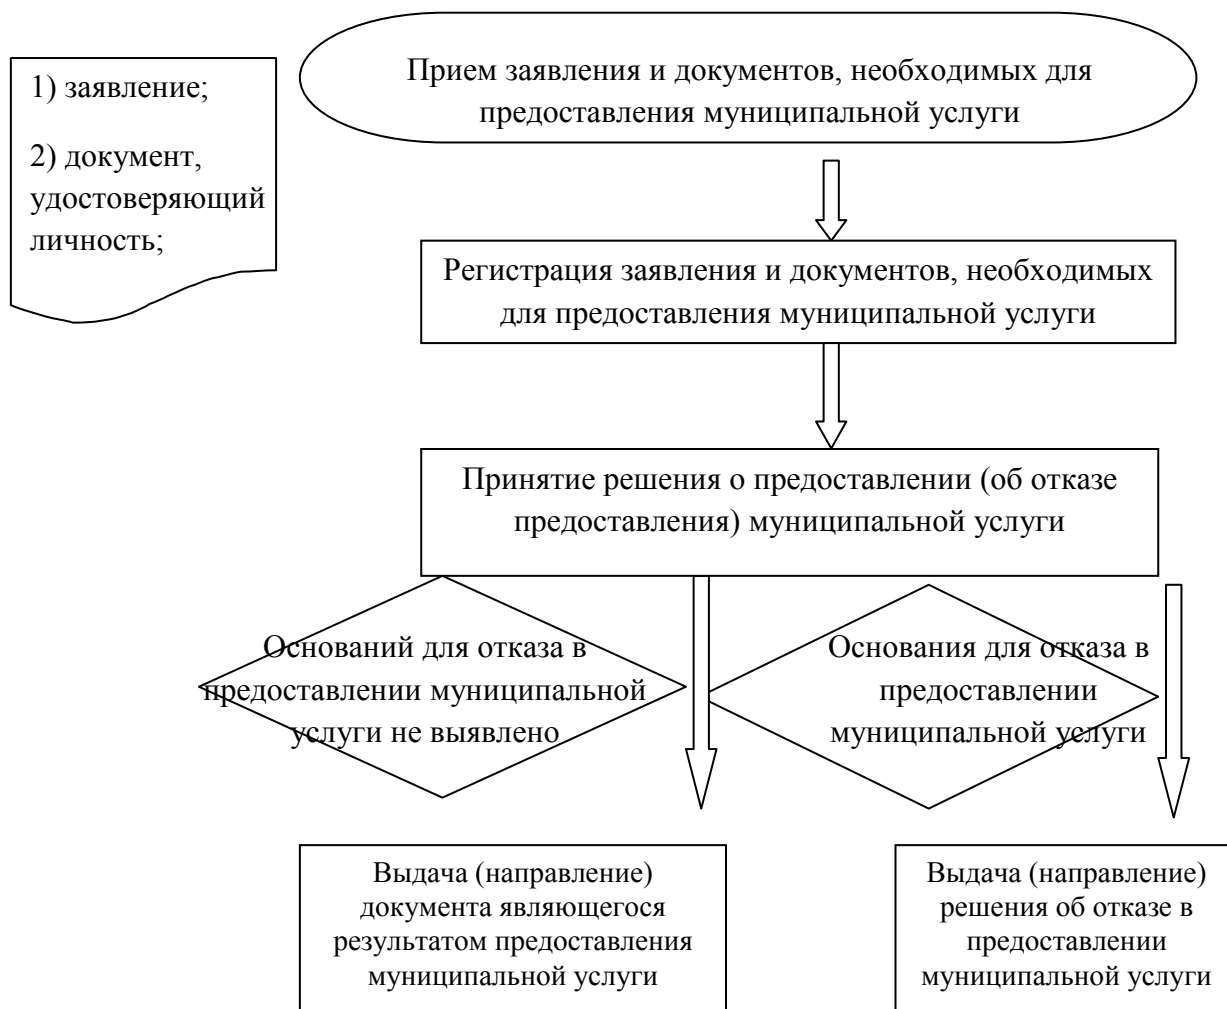 1) заявление;
2) документ,
удостоверяющий
личность;
Прием заявления и документов, необходимых для
предоставления муниципальной услуги
Регистрация заявления и документов, необходимых
для предоставления муниципальной услуги
Принятие решения о предоставлении (об отказе
предоставления) муниципальной услуги
Оснований для отказа в
предоставлении муниципальной
услуги не выявлено
Основания для отказа в
предоставлении
муниципальной услуги
Выдача (направление)
документа являющегося
результатом предоставления
муниципальной услуги
Выдача (направление)
решения об отказе в
предоставлении
муниципальной услуги